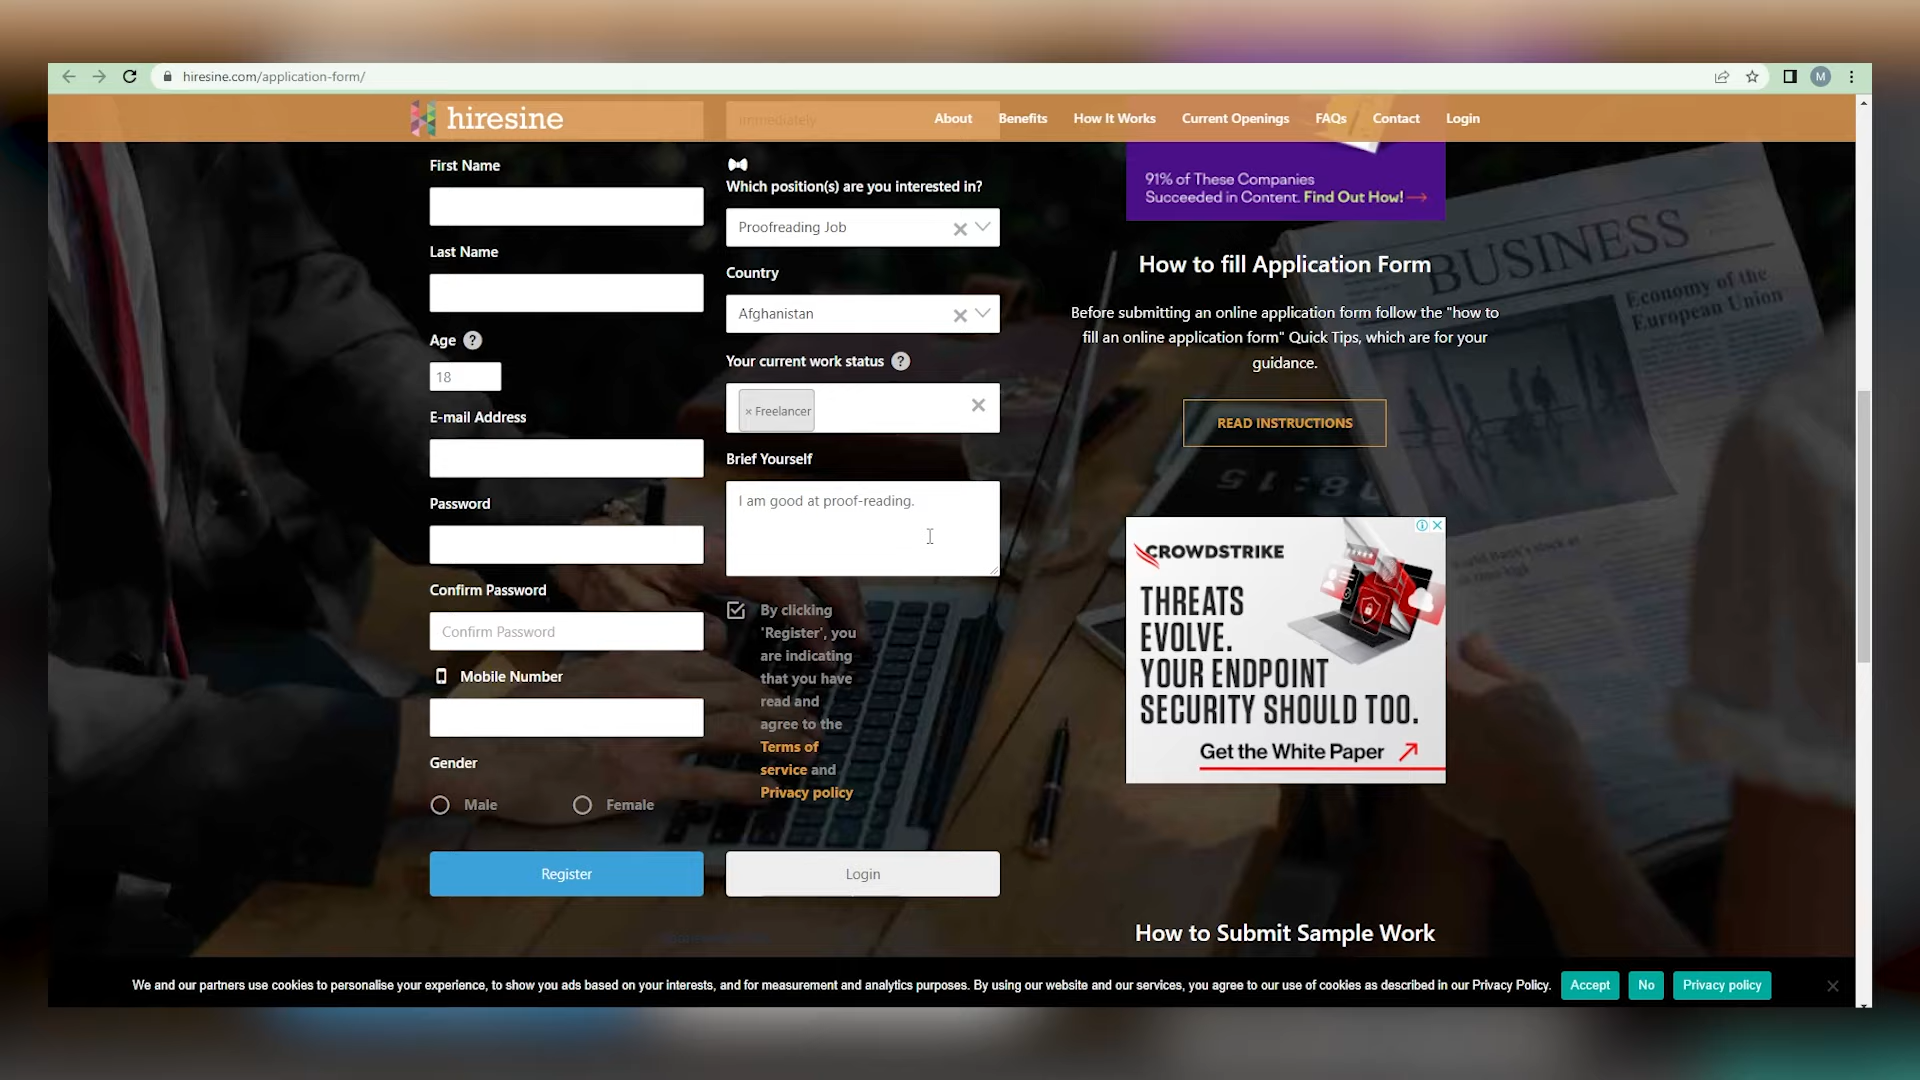 hiresine.com/application-form/
M
hiresine
About
Benefits
How It Works
Current Openings
FAQs
Contact
Login
Immediately
First Name
Last Name
Age ?
18
E-mail Address
Password
Confirm Password
Confirm Password
Mobile Number
Gender
Male
Female
Register
Which position(s) are you interested in?
Proofreading Job
Country
Afghanistan
Your current work status ?
× Freelancer
Brief Yourself
I am good at proof-reading.
By clicking
'Register', you
are indicating
that you have
read and
agree to the
Terms of
service and
Privacy policy
Login
91% of These Companies
Succeeded in Content. Find Out How!
How to fill Application Form
Before submitting an online application form follow the "how to
fill an online application form" Quick Tips, which are for your
guidance.
READ INSTRUCTIONS
CROWDSTRIKE
THREATS
EVOLVE.
YOUR ENDPOINT
SECURITY SHOULD TOO.
Get the White Paper
How to Submit Sample Work
BUSINESS
Economy of the
European Union
We and our partners use cookies to personalise your experience, to show you ads based on your interests, and for measurement and analytics purposes. By using our website and our services, you agree to our use of cookies as described in our Privacy Policy.
Accept
No
Privacy policy